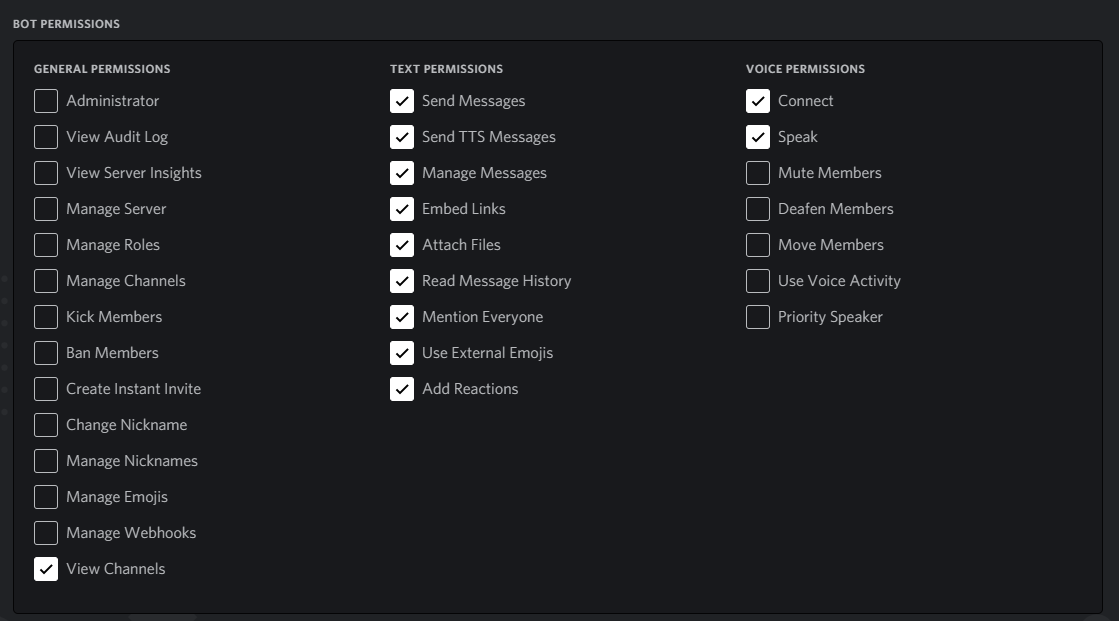 BOT PERMISSIONS
GENERAL PERMISSIONS
Administrator
View Audit Log
View Server Insights
Manage Server
Manage Roles
Manage Channels
Kick Members
Ban Members
Create Instant Invite
Change Nickname
Manage Nicknames
Manage Emojis
Manage Webhooks
View Channels
TEXT PERMISSIONS
Send Messages
Send TTS Messages
Manage Messages
Embed Links
Attach Files
Read Message History
Mention Everyone
Use External Emojis
Add Reactions
VOICE PERMISSIONS
Connect
Speak
Mute Members
Deafen Members
Move Members
Use Voice Activity
Priority Speaker